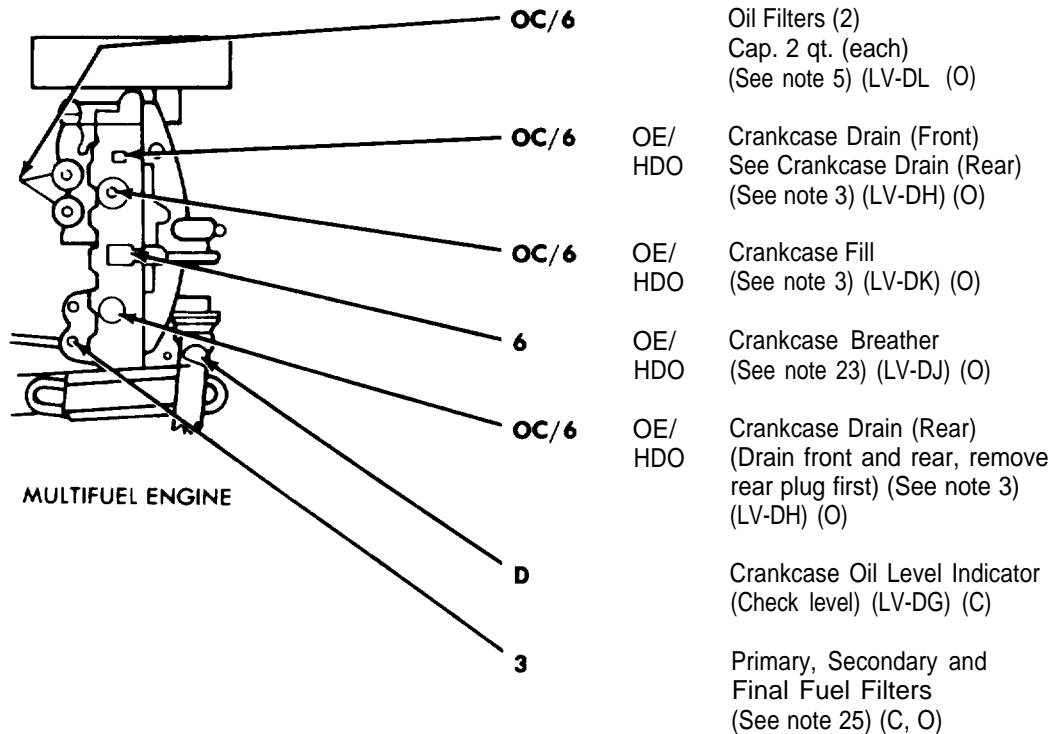 OC/6 Oil Filters (2)
Cap. 2 qt. (each)
(See note 5) (LV-DL (O)
OC/6 OE/ Crankcase Drain (Front)
HDO See Crankcase Drain (Rear)
(See note 3) (LV-DH) (O)
OC/6 OE/ Crankcase Fill
HDO (See note 3) (LV-DK) (O)
6 OE/ Crankcase Breather
HDO (See note 23) (LV-DJ) (O)
OC/6 OE/ Crankcase Drain (Rear)
HDO (Drain front and rear, remove
rear plug first) (See note 3)
(LV-DH) (O)
MULTIFUEL ENGINE
D Crankcase Oil Level Indicator
(Check level) (LV-DG) (C)
3 Primary, Secondary and
Final Fuel Filters
(See note 25) (C, O)